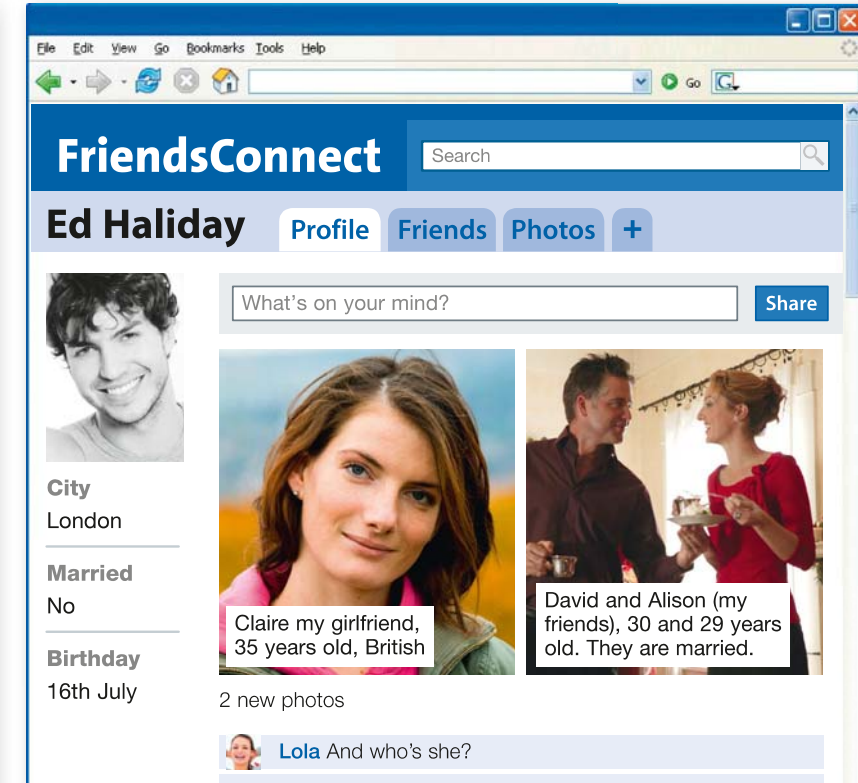 File Edit View Go Bookmarks Tools Help
Go G
FriendsConnect
Search
Ed Haliday
Profile Friends Photos +
What's on your mind?
Share
City
London
Married
No
Birthday
16th July
Claire my girlfriend,
35 years old, British
David and Alison (my
friends), 30 and 29 years
old. They are married.
2 new photos
Lola And who's she?